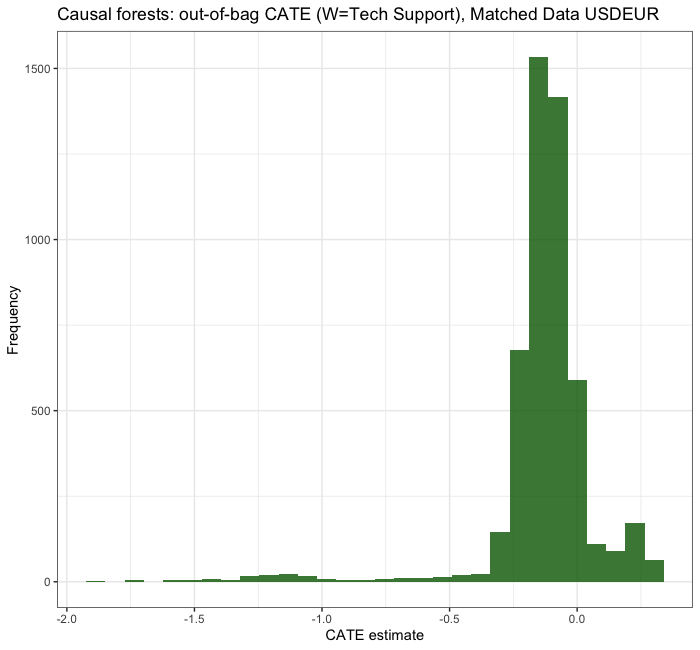 Causal forests: out-of-bag CATE (W=Tech Support), Matched Data USDEUR
1500
1000
500
0
Frequency
-2.0 -1.5 -1.0 -0.5 0.0
CATE estimate